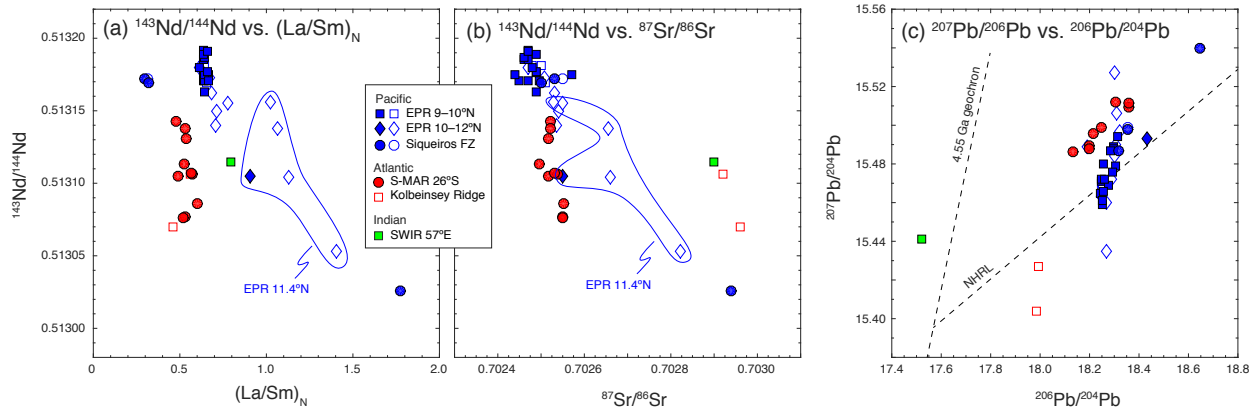 (a) ¹⁴³Nd/¹⁴⁴Nd vs. (La/Sm)N
0.51320
0.51315
0.51310
0.51305
0.51300
¹⁴³Nd/¹⁴⁴Nd
0
0.5
1.0
1.5
2.0
(La/Sm)N
EPR 11.4ºN
Pacific
EPR 9–10ºN
EPR 10–12ºN
Siqueiros FZ
Atlantic
S-MAR 26ºS
Kolbeinsey Ridge
Indian
SWIR 57ºE
(b) ¹⁴³Nd/¹⁴⁴Nd vs. ⁸⁷Sr/⁸⁶Sr
EPR 11.4ºN
0.7024
0.7026
0.7028
0.7030
⁸⁷Sr/⁸⁶Sr
(c) ²⁰⁷Pb/²⁰⁶Pb vs. ²⁰⁶Pb/²⁰⁴Pb
15.56
15.52
15.48
15.44
15.40
²⁰⁷Pb/²⁰⁴Pb
4.55 Ga geochron
NHRL
17.4
17.6
17.8
18.0
18.2
18.4
18.6
18.8
²⁰⁶Pb/²⁰⁴Pb